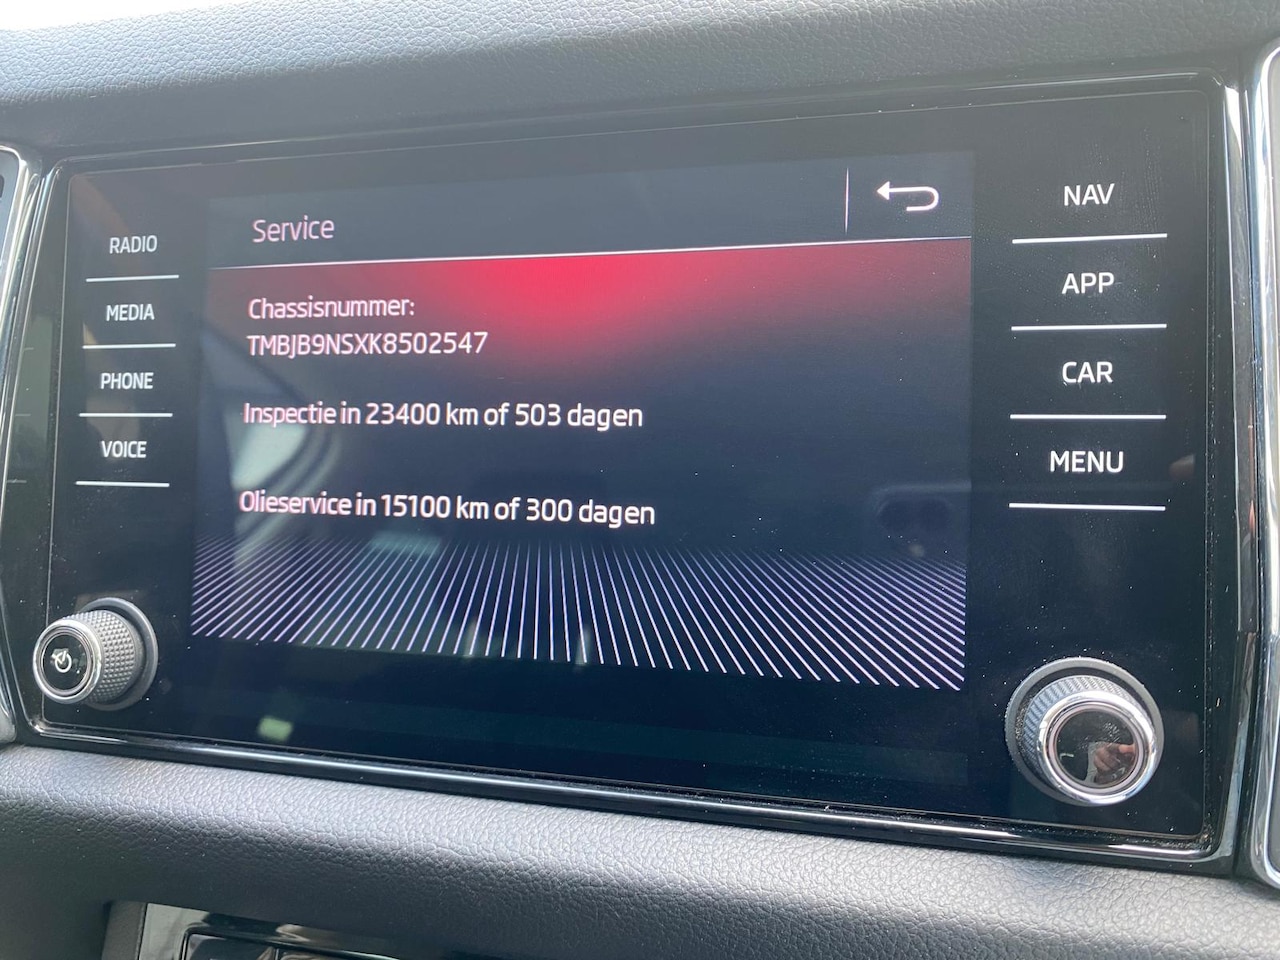 Service
RADIO
MEDIA
PHONE
VOICE
Chassisnummer:
TMBJB9NSXK8502547
Inspectie in 23400 km of 503 dagen
Olieservice in 15100 km of 300 dagen
NAV
APP
CAR
MENU